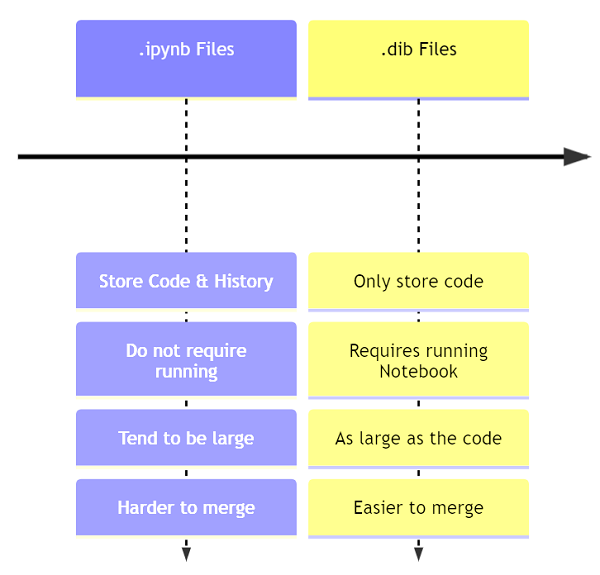 .ipynb Files
.dib Files
Store Code & History
Only store code
Do not require
running
Requires running
Notebook
Tend to be large
As large as the code
Harder to merge
Easier to merge